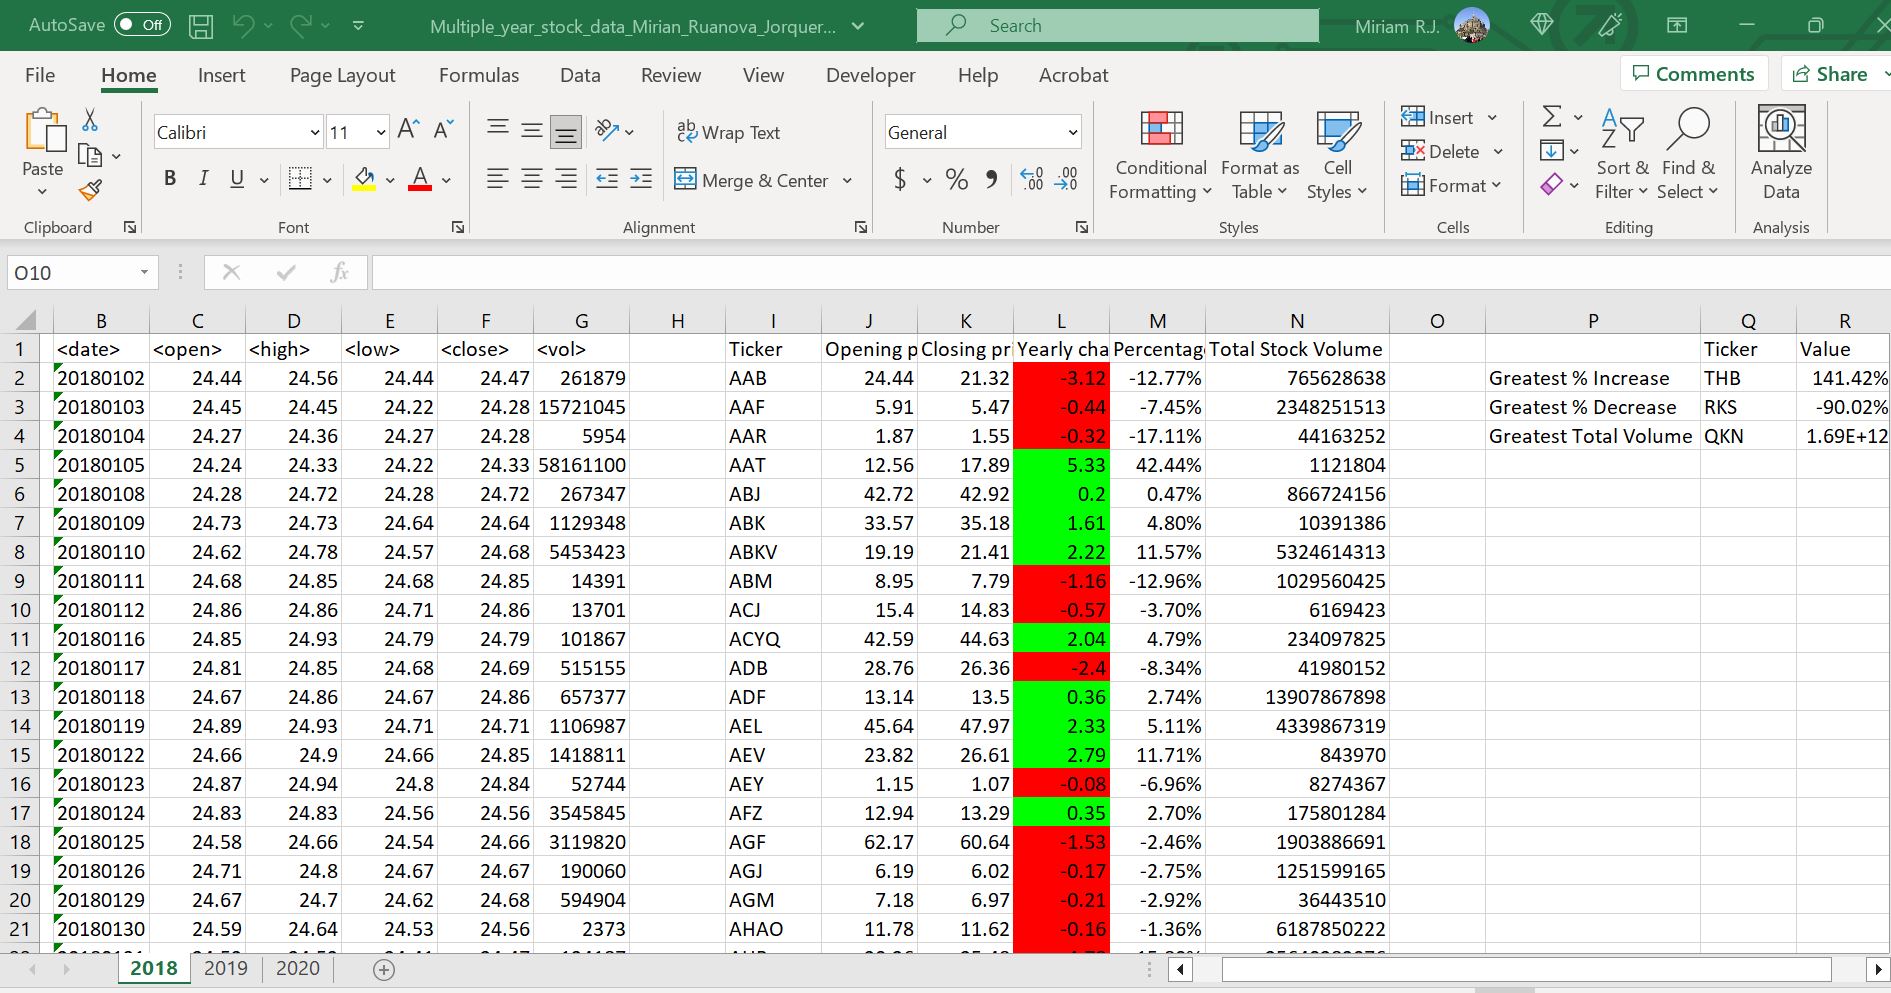 AutoSave Off Multiple_year_stock_data_Mirian_Ruanova_Jorquer... Search Miriam R.J.
File Home Insert Page Layout Formulas Data Review View Developer Help Acrobat Comments Share
Paste
Clipboard
Calibri 11
B I U A
Font
ab Wrap Text
Merge & Center
Alignment
General
$ % 9 .00
Number
Conditional Formatting
Format as Table
Cell Styles
Styles
Insert
Delete
Format
Cells
Sort & Filter
Find & Select
Editing
Analyze Data
Analysis
O10 fx
B C D E F G H I J K L M N O P Q R
1 <date> <open> <high> <low> <close> <vol> Ticker Opening p Closing pri Yearly cha Percentag Total Stock Volume Ticker Value
2 20180102 24.44 24.56 24.44 24.47 261879 AAB 24.44 21.32 -3.12 -12.77% 765628638 Greatest % Increase THB 141.42%
3 20180103 24.45 24.45 24.22 24.28 15721045 AAF 5.91 5.47 -0.44 -7.45% 2348251513 Greatest % Decrease RKS -90.02%
4 20180104 24.27 24.36 24.27 24.28 5954 AAR 1.87 1.55 -0.32 -17.11% 44163252 Greatest Total Volume QKN 1.69E+12
5 20180105 24.24 24.33 24.22 24.33 58161100 AAT 12.56 17.89 5.33 42.44% 1121804
6 20180108 24.28 24.72 24.28 24.72 267347 ABJ 42.72 42.92 0.2 0.47% 866724156
7 20180109 24.73 24.73 24.64 24.64 1129348 ABK 33.57 35.18 1.61 4.80% 10391386
8 20180110 24.62 24.78 24.57 24.68 5453423 ABKV 19.19 21.41 2.22 11.57% 5324614313
9 20180111 24.68 24.85 24.68 24.85 14391 ABM 8.95 7.79 -1.16 -12.96% 1029560425
10 20180112 24.86 24.86 24.71 24.86 13701 ACJ 15.4 14.83 -0.57 -3.70% 6169423
11 20180116 24.85 24.93 24.79 24.79 101867 ACYQ 42.59 44.63 2.04 4.79% 234097825
12 20180117 24.81 24.85 24.68 24.69 515155 ADB 28.76 26.36 -2.4 -8.34% 41980152
13 20180118 24.67 24.86 24.67 24.86 657377 ADF 13.14 13.5 0.36 2.74% 13907867898
14 20180119 24.89 24.93 24.71 24.71 1106987 AEL 45.64 47.97 2.33 5.11% 4339867319
15 20180122 24.66 24.9 24.66 24.85 1418811 AEV 23.82 26.61 2.79 11.71% 843970
16 20180123 24.87 24.94 24.8 24.84 52744 AEY 1.15 1.07 -0.08 -6.96% 8274367
17 20180124 24.83 24.83 24.56 24.56 3545845 AFZ 12.94 13.29 0.35 2.70% 175801284
18 20180125 24.58 24.66 24.54 24.66 3119820 AGF 62.17 60.64 -1.53 -2.46% 1903886691
19 20180126 24.71 24.8 24.67 24.67 190060 AGJ 6.19 6.02 -0.17 -2.75% 1251599165
20 20180129 24.67 24.7 24.62 24.68 594904 AGM 7.18 6.97 -0.21 -2.92% 36443510
21 20180130 24.59 24.64 24.53 24.56 2373 AHAO 11.78 11.62 -0.16 -1.36% 6187850222
2018 2019 2020